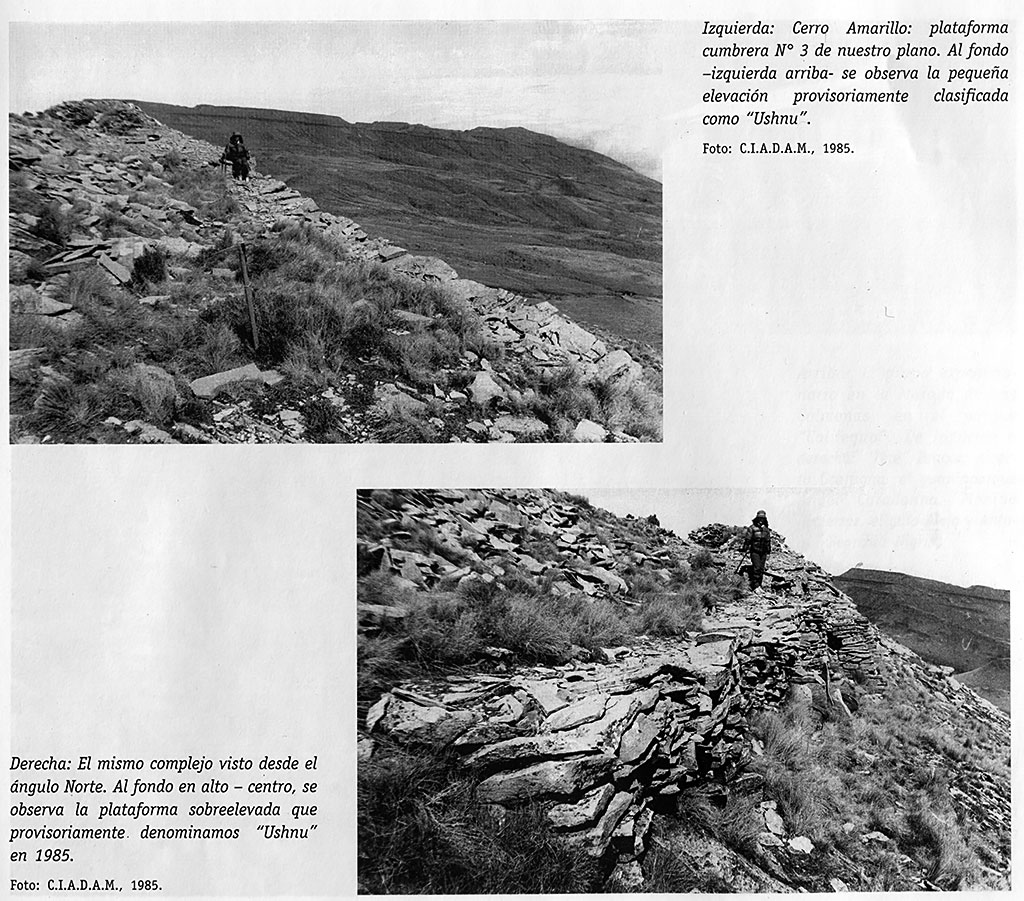 Izquierda: Cerro Amarillo: plataforma
cumbrera N° 3 de nuestro plano. Al fondo
–izquierda arriba- se observa la pequeña
elevación provisoriamente clasificada
como “Ushnu”.
Foto: C.I.A.D.A.M., 1985.
Derecha: El mismo complejo visto desde el
ángulo Norte. Al fondo en alto – centro, se
observa la plataforma sobreelevada que
provisoriamente denominamos “Ushnu”
en 1985.
Foto: C.I.A.D.A.M., 1985.